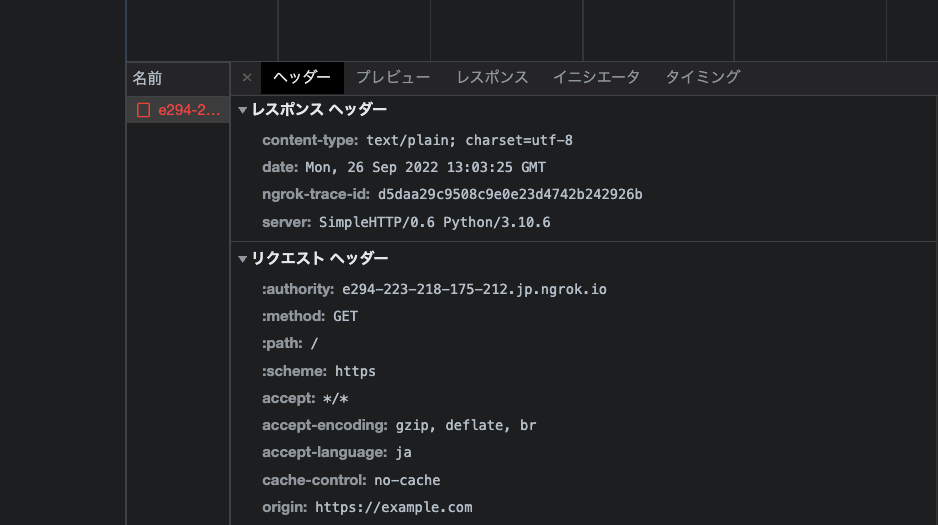 名前
× ヘッダー プレビュー レスポンス イニシエータ タイミング
e294-2…
レスポンス ヘッダー
content-type: text/plain; charset=utf-8
date: Mon, 26 Sep 2022 13:03:25 GMT
ngrok-trace-id: d5daa29c9508c9e0e23d4742b242926b
server: SimpleHTTP/0.6 Python/3.10.6
リクエスト ヘッダー
:authority: e294-223-218-175-212.jp.ngrok.io
:method: GET
:path: /
:scheme: https
accept: */*
accept-encoding: gzip, deflate, br
accept-language: ja
cache-control: no-cache
origin: https://example.com